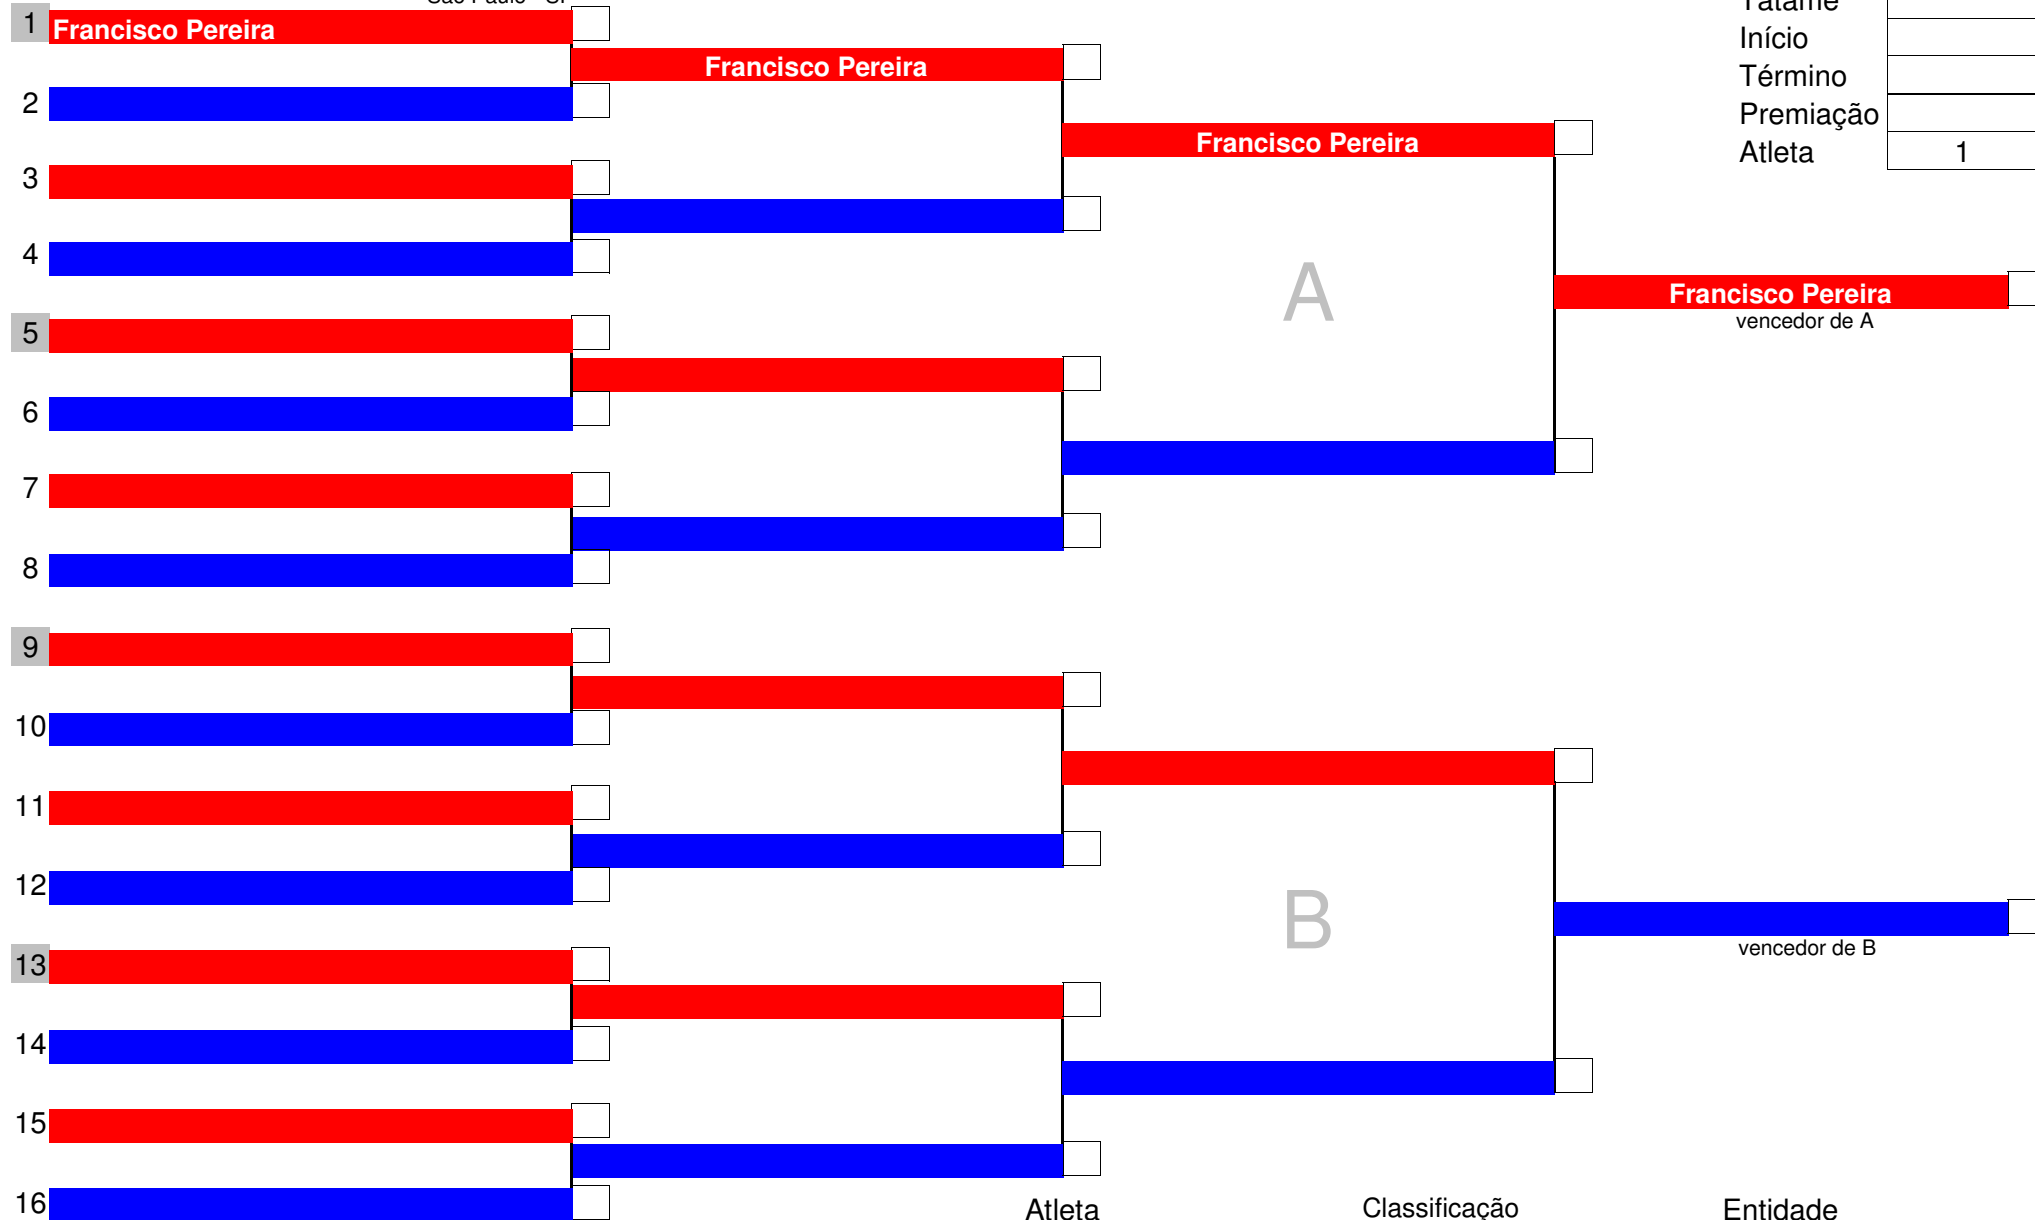 1 Francisco Pereira
Tatame
Início
Francisco Pereira
Término
2
Premiação
Francisco Pereira
Atleta 1
3
4
A
Francisco Pereira
vencedor de A
5
6
7
8
9
10
11
12
B
vencedor de B
13
14
15
16
Atleta Classificação Entidade